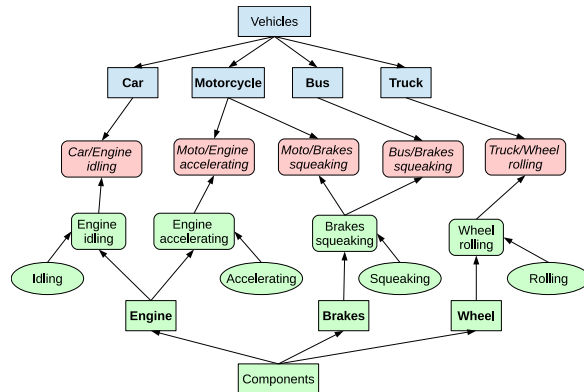 Vehicles
Car
Motorcycle
Bus
Truck
Car/Engine
idling
Moto/Engine
accelerating
Moto/Brakes
squeaking
Bus/Brakes
squeaking
Truck/Wheel
rolling
Engine
idling
Engine
accelerating
Brakes
squeaking
Wheel
rolling
Idling
Accelerating
Squeaking
Rolling
Engine
Brakes
Wheel
Components